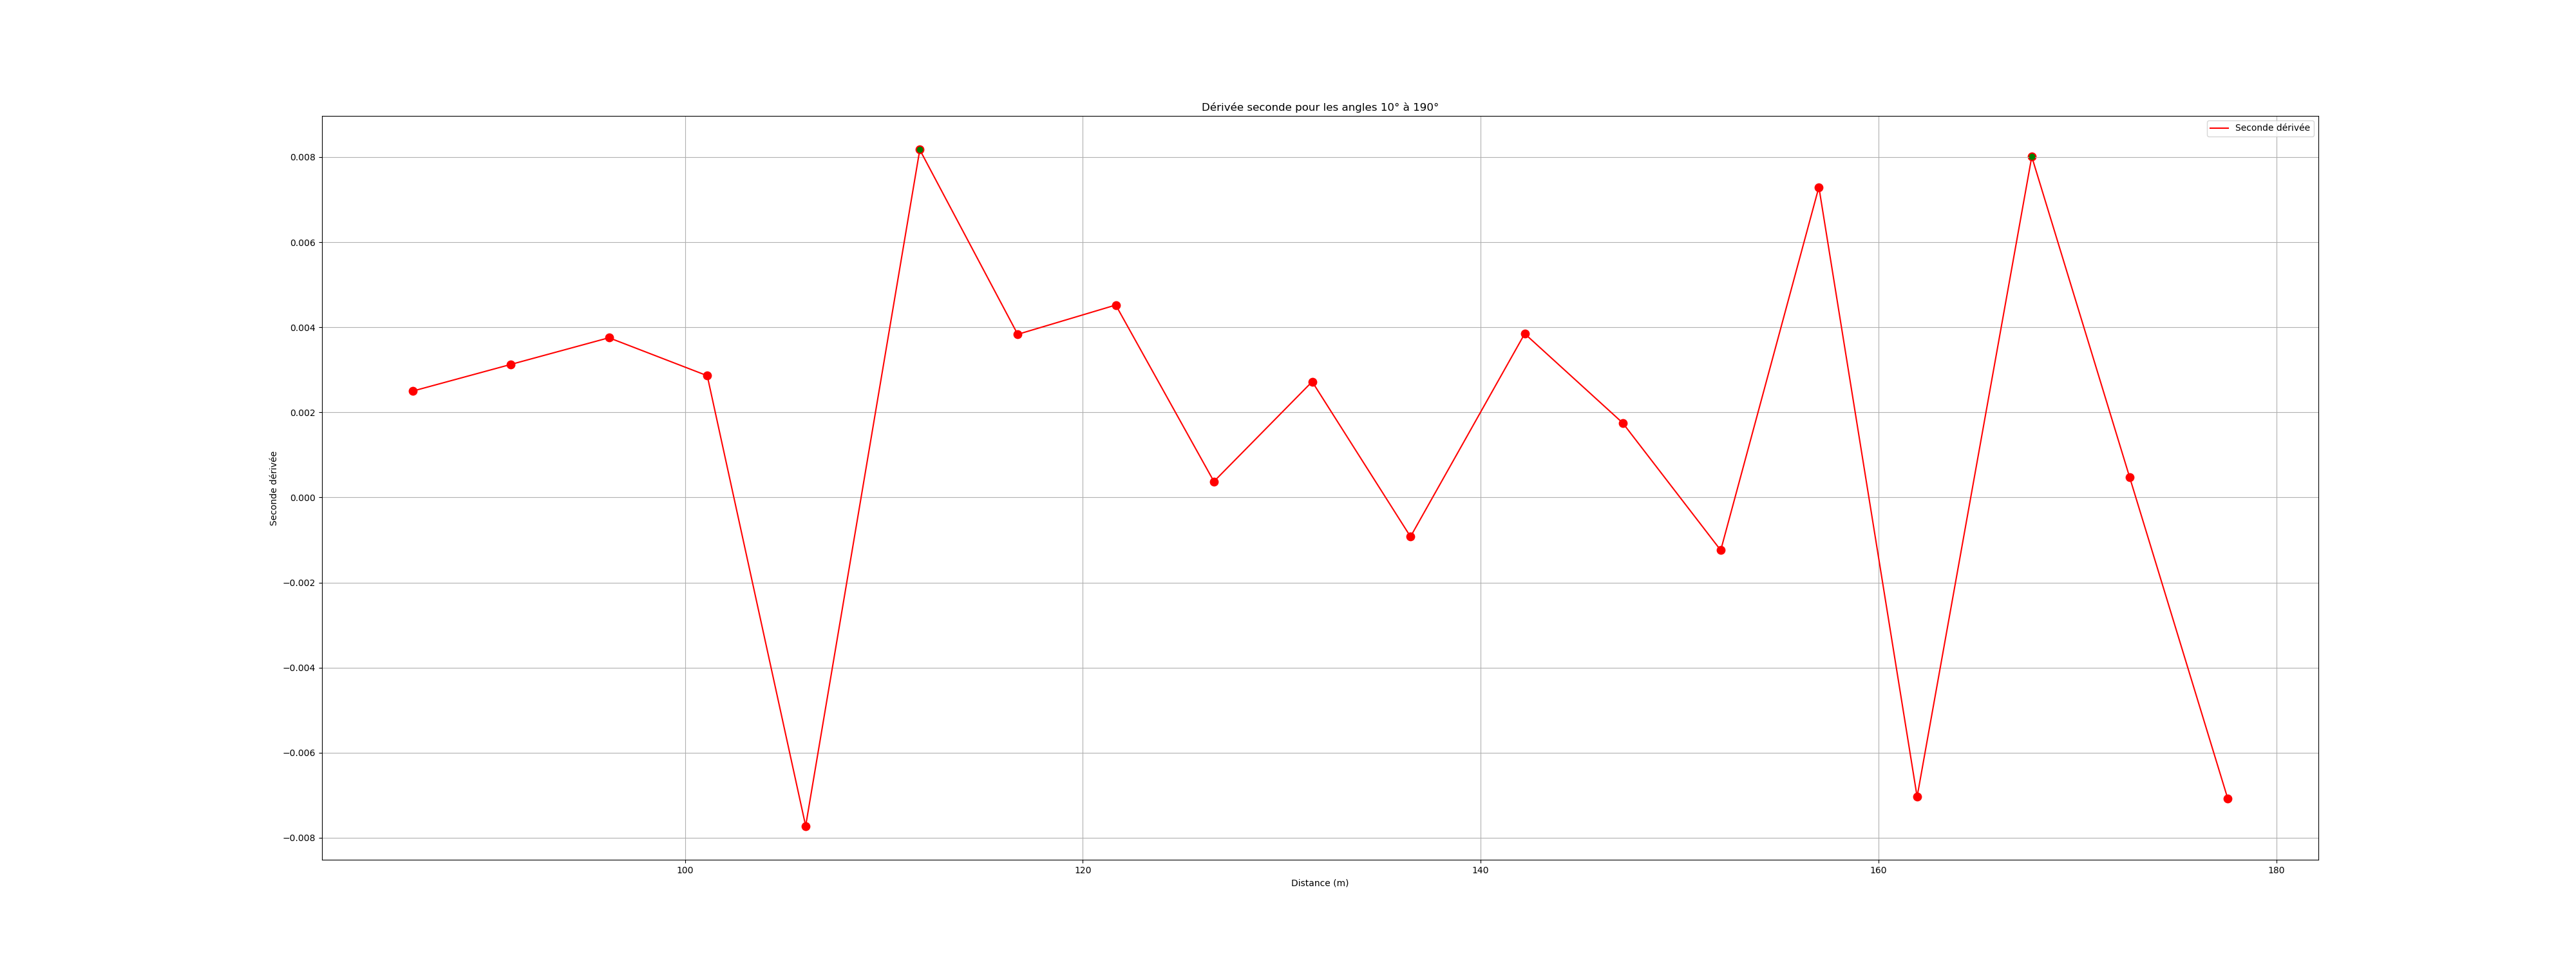 Dérivée seconde pour les angles 10° à 190°
Seconde dérivée
0.008
0.006
0.004
0.002
0.000
−0.002
−0.004
−0.006
−0.008
Seconde dérivée
100 120 140 160 180
Distance (m)